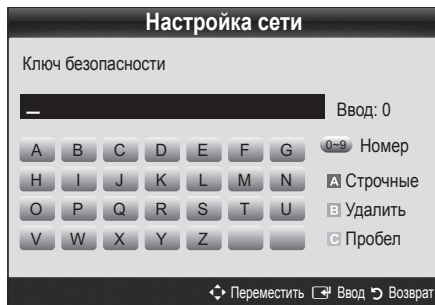 Настройка сети
Ключ безопасности
_
Ввод: 0
A B C D E F G 0~9 Номер
H I J K L M N A Строчные
O P Q R S T U B Удалить
V W X Y Z C Пробел
Переместить Ввод Возврат